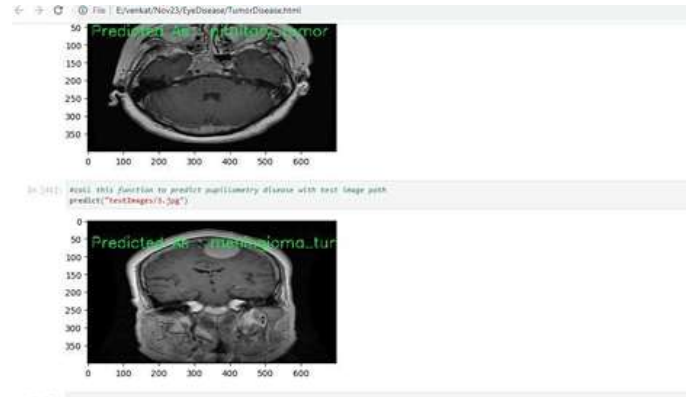 File | E:/venkat/Nov23/EyeDisease/TumorDisease.html
50
Predicted As : pituitary_tumor
100
150
200
250
300
350
0 100 200 300 400 500 600
#call this function to predict pupillometry disease with test image path
predict("testImages/3.jpg")
0
50
Predicted As : meningioma_tur
100
150
200
250
300
350
0 100 200 300 400 500 600